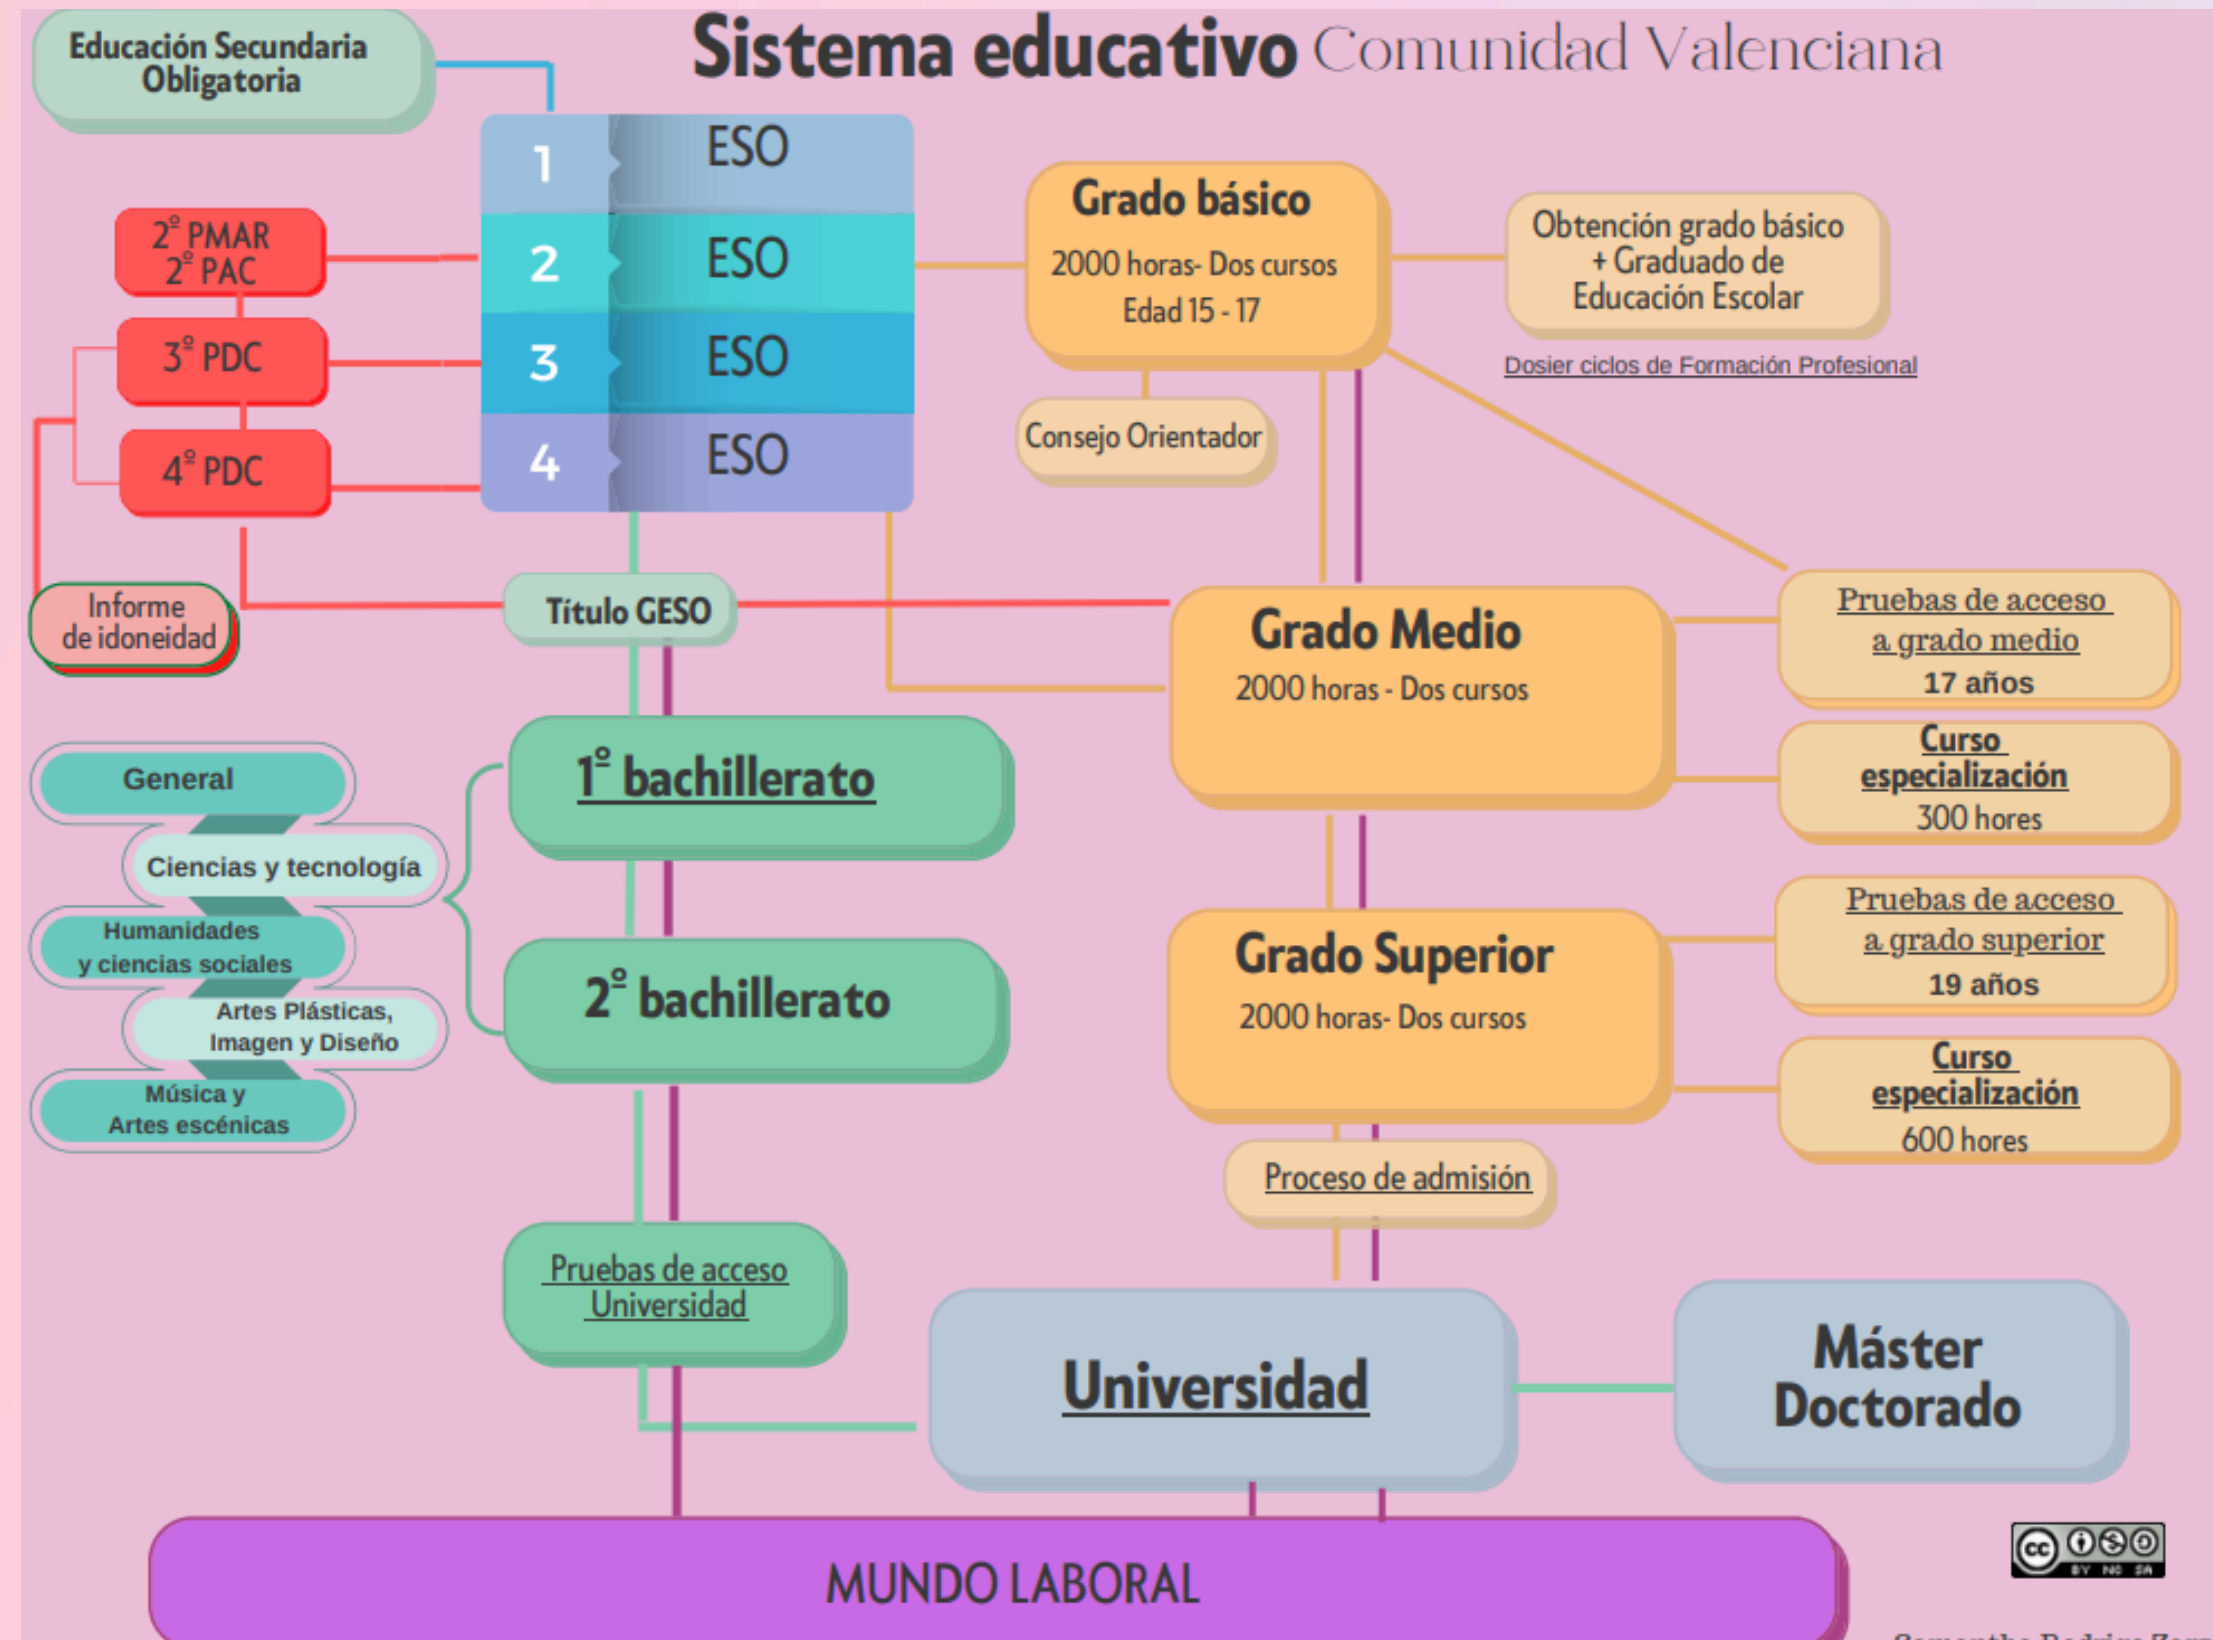 Sistema educativo Comunidad Valenciana
Educación Secundaria
Obligatoria
1 ESO
2 ESO
3 ESO
4 ESO
2º PMAR
2º PAC
3º PDC
4º PDC
Informe
de idoneidad
Título GESO
Grado básico
2000 horas- Dos cursos
Edad 15 - 17
Obtención grado básico
+ Graduado de
Educación Escolar
Dosier ciclos de Formación Profesional
Consejo Orientador
Grado Medio
2000 horas - Dos cursos
Pruebas de acceso
a grado medio
17 años
Curso
especialización
300 hores
1º bachillerato
2º bachillerato
General
Ciencias y tecnología
Humanidades
y ciencias sociales
Artes Plásticas,
Imagen y Diseño
Música y
Artes escénicas
Grado Superior
2000 horas- Dos cursos
Pruebas de acceso
a grado superior
19 años
Curso
especialización
600 hores
Proceso de admisión
Pruebas de acceso
Universidad
Universidad
Máster
Doctorado
MUNDO LABORAL
cc
BY NC SA